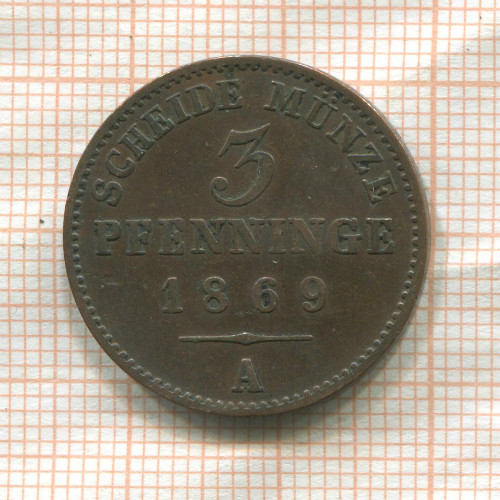 SCHEIDE MÜNZE
3
PFENNINGE
1869
A